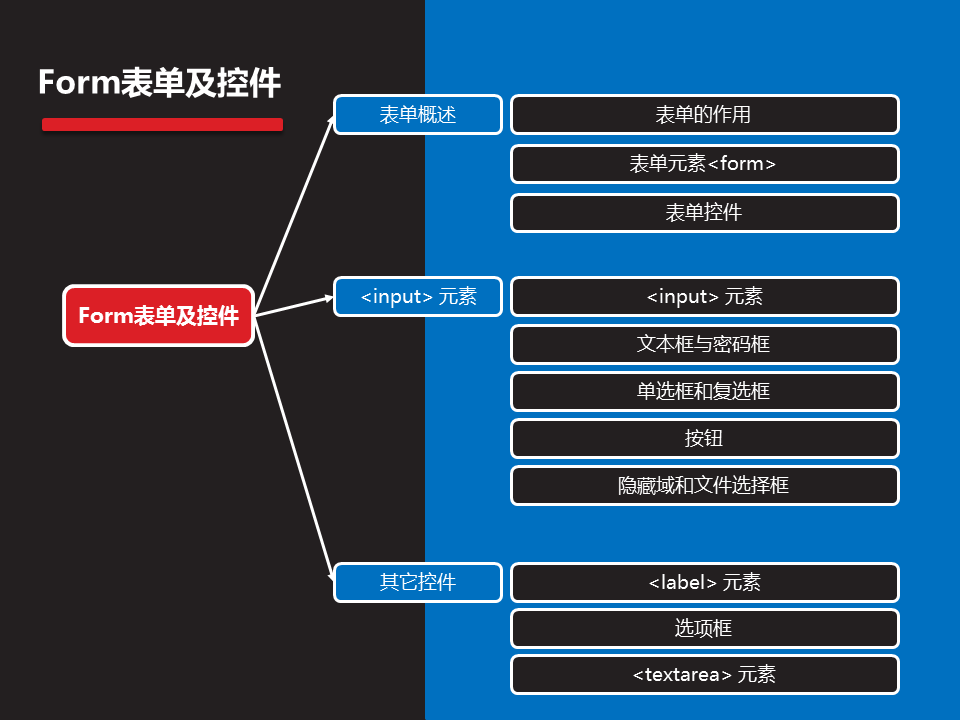 Form表单及控件
表单概述
表单的作用
表单元素<form>
表单控件
Form表单及控件
<input> 元素
<input> 元素
文本框与密码框
单选框和复选框
按钮
隐藏域和文件选择框
其它控件
<label> 元素
选项框
<textarea> 元素